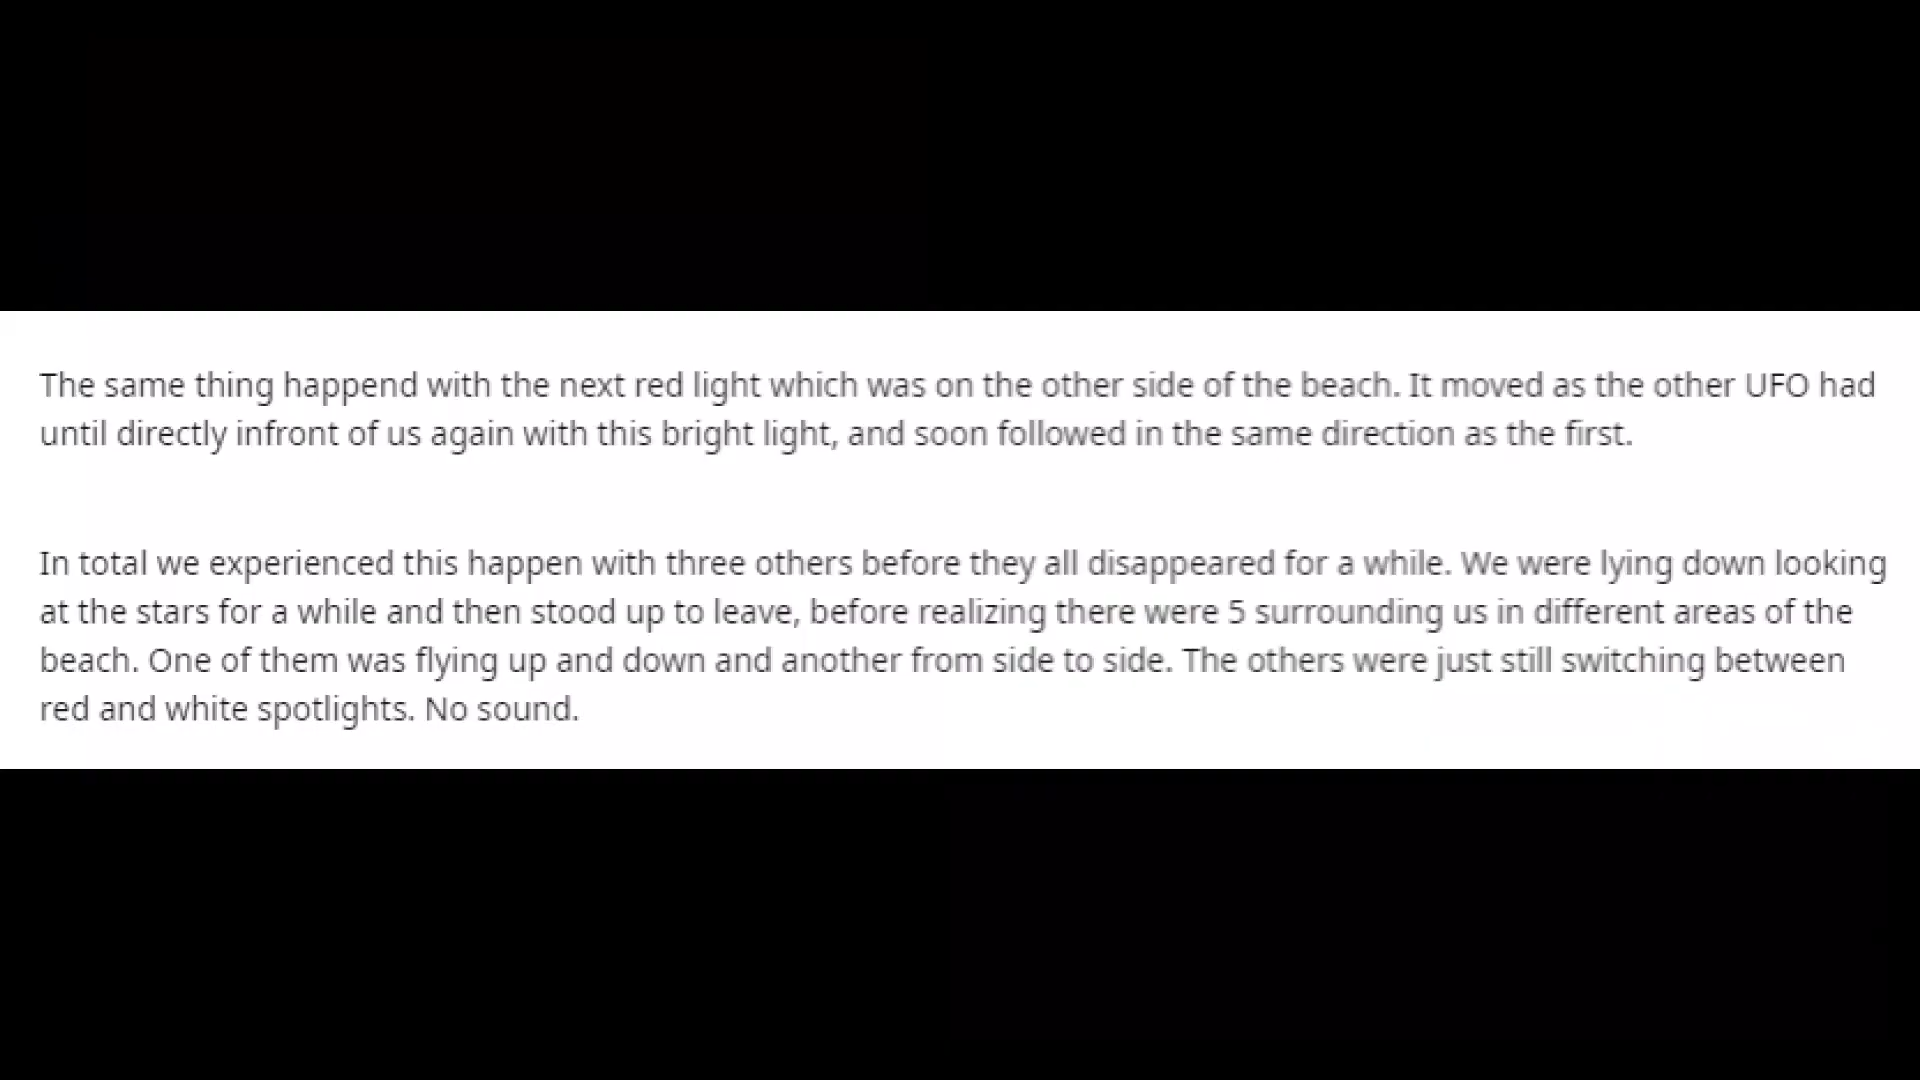 The same thing happend with the next red light which was on the other side of the beach. It moved as the other UFO had
until directly infront of us again with this bright light, and soon followed in the same direction as the first.
In total we experienced this happen with three others before they all disappeared for a while. We were lying down looking
at the stars for a while and then stood up to leave, before realizing there were 5 surrounding us in different areas of the
beach. One of them was flying up and down and another from side to side. The others were just still switching between
red and white spotlights. No sound.